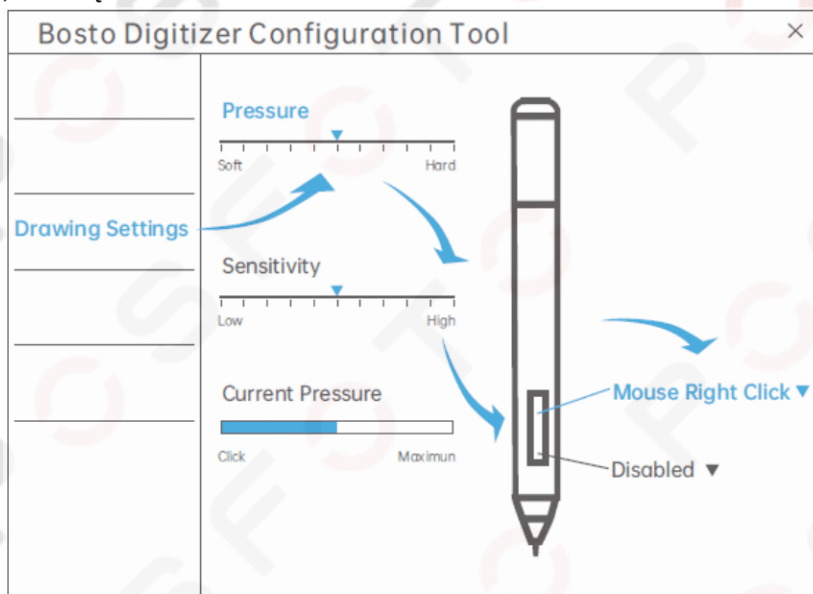 Bosto Digitizer Configuration Tool
Pressure
Soft Hard
Drawing Settings
Sensitivity
Low High
Current Pressure
Click Maximun
Mouse Right Click ▼
Disabled ▼